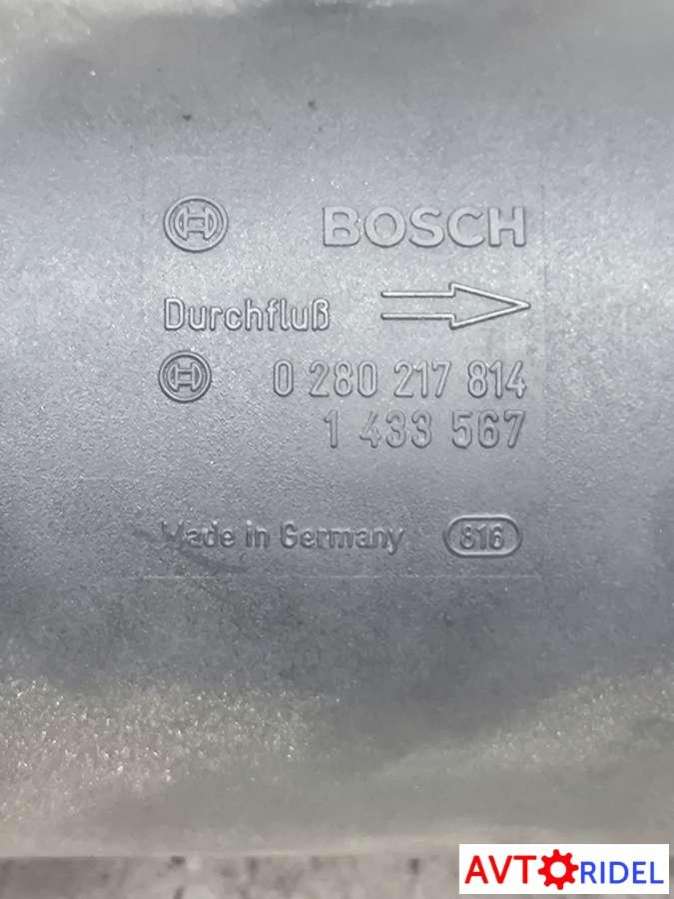 BOSCH
Durchfluß
0 280 217 814
1 433 567
Made in Germany 816
AVTORIDEL